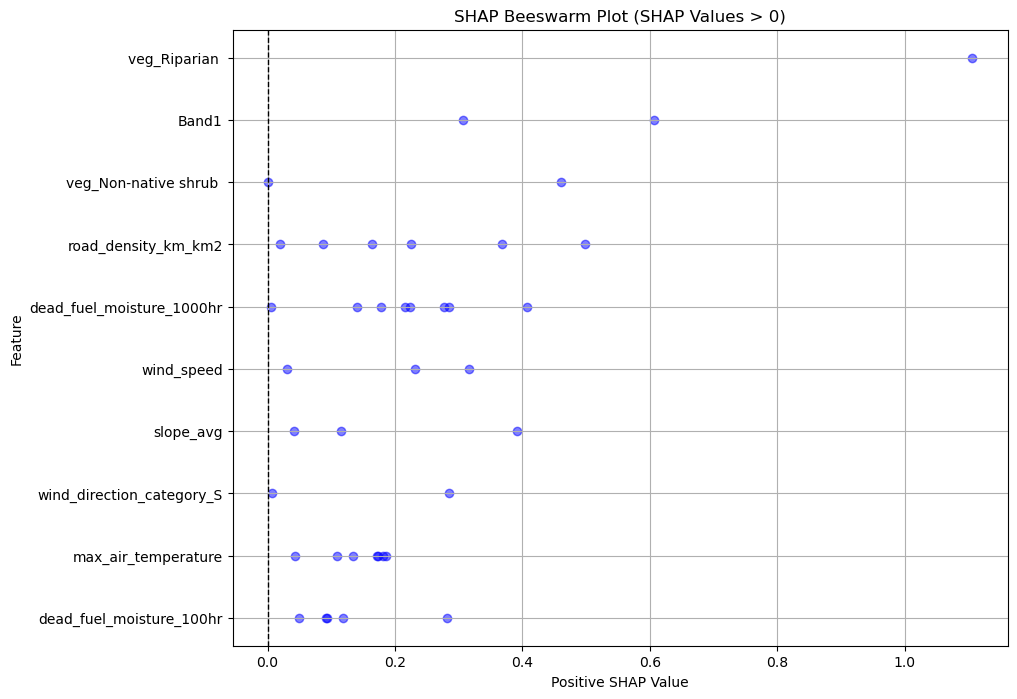 SHAP Beeswarm Plot (SHAP Values > 0)
veg_Riparian
Band1
veg_Non-native shrub
road_density_km_km2
dead_fuel_moisture_1000hr
wind_speed
slope_avg
wind_direction_category_S
max_air_temperature
dead_fuel_moisture_100hr
Feature
0.0 0.2 0.4 0.6 0.8 1.0
Positive SHAP Value